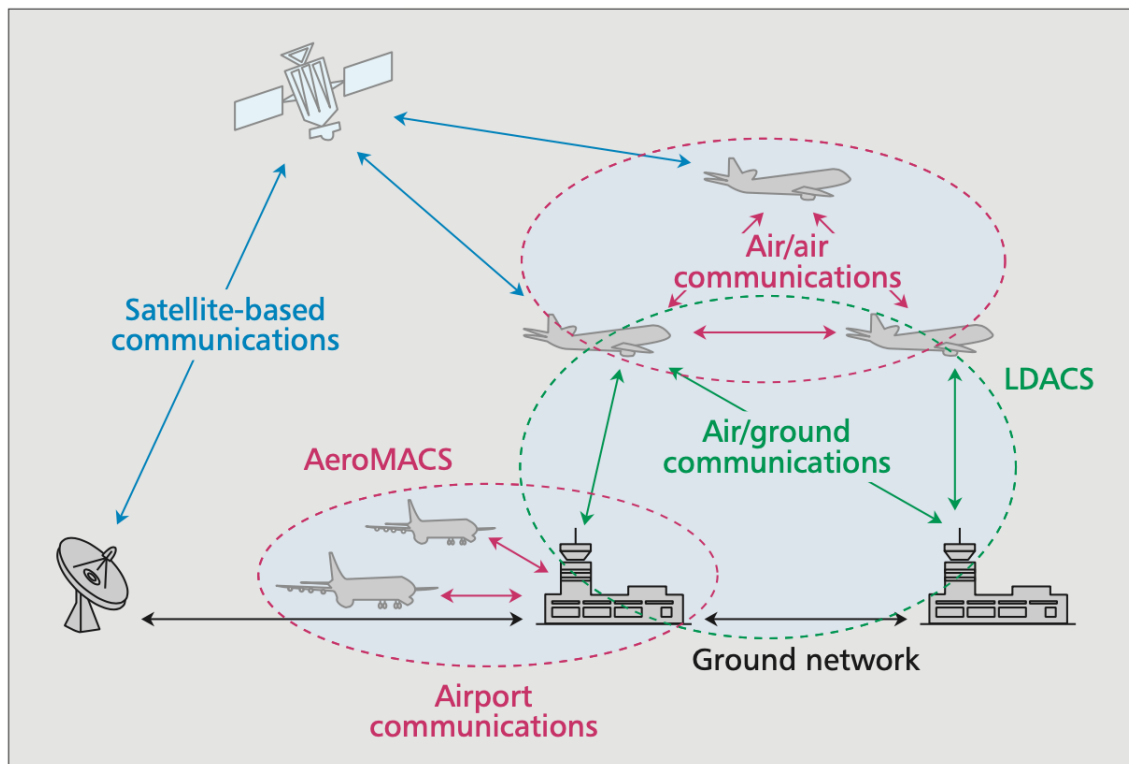 Air/air
communications
Satellite-based
communications
LDACS
Air/ground
communications
AeroMACS
Ground network
Airport
communications